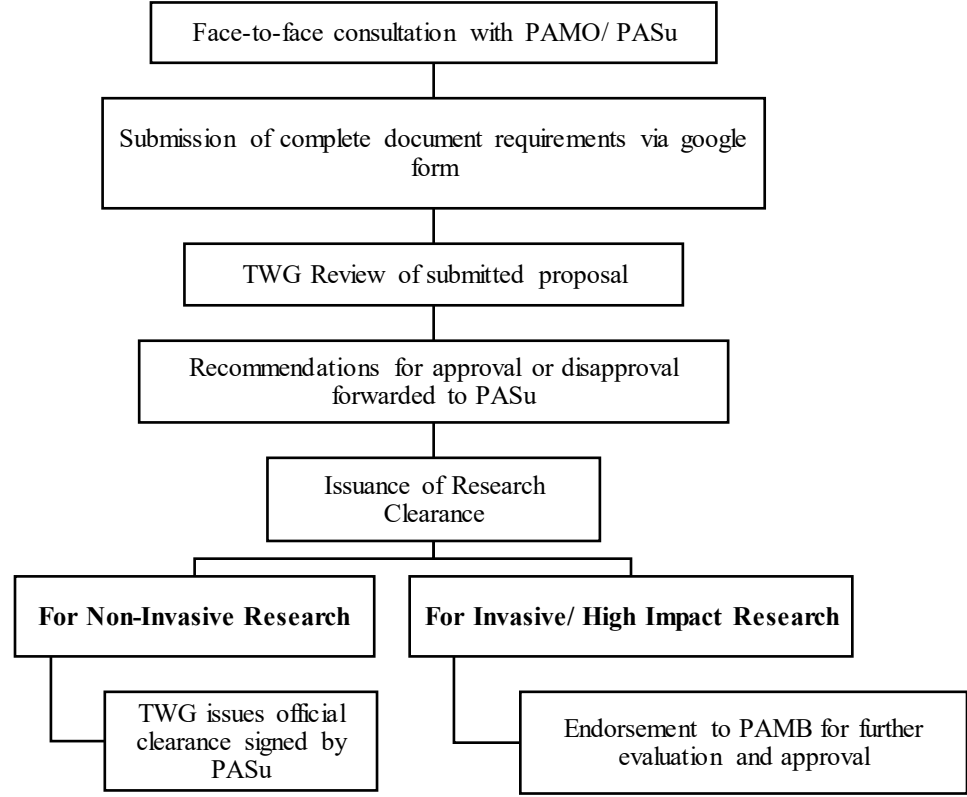 Face-to-face consultation with PAMO/ PASu
Submission of complete document requirements via google
form
TWG Review of submitted proposal
Recommendations for approval or disapproval
forwarded to PASu
Issuance of Research
Clearance
For Non-Invasive Research
For Invasive/ High Impact Research
TWG issues official
clearance signed by
PASu
Endorsement to PAMB for further
evaluation and approval